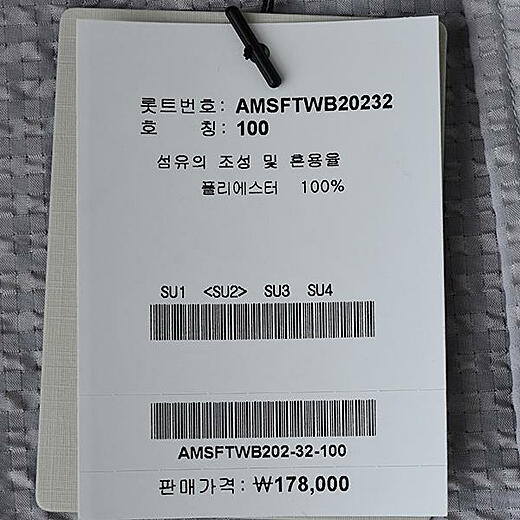 롯트번호: AMSFTWB20232
호 칭: 100
섬유의 조성 및 혼용율
폴리에스터 100%
SU1 <SU2> SU3 SU4
AMSFTWB202-32-100
판매가격: ₩178,000